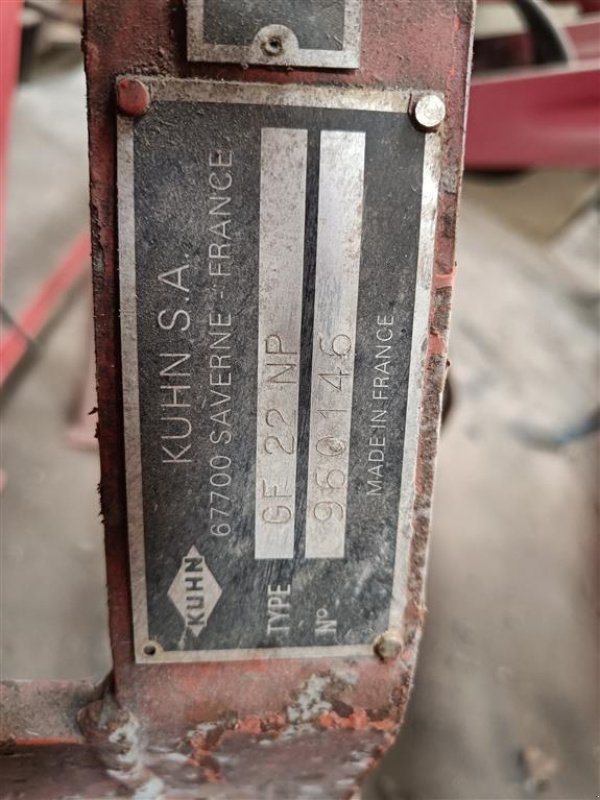 KUHN S.A.
67700 SAVERNE - FRANCE
KUHN
TYPE GF 22 NP
N° 960146
MADE IN FRANCE